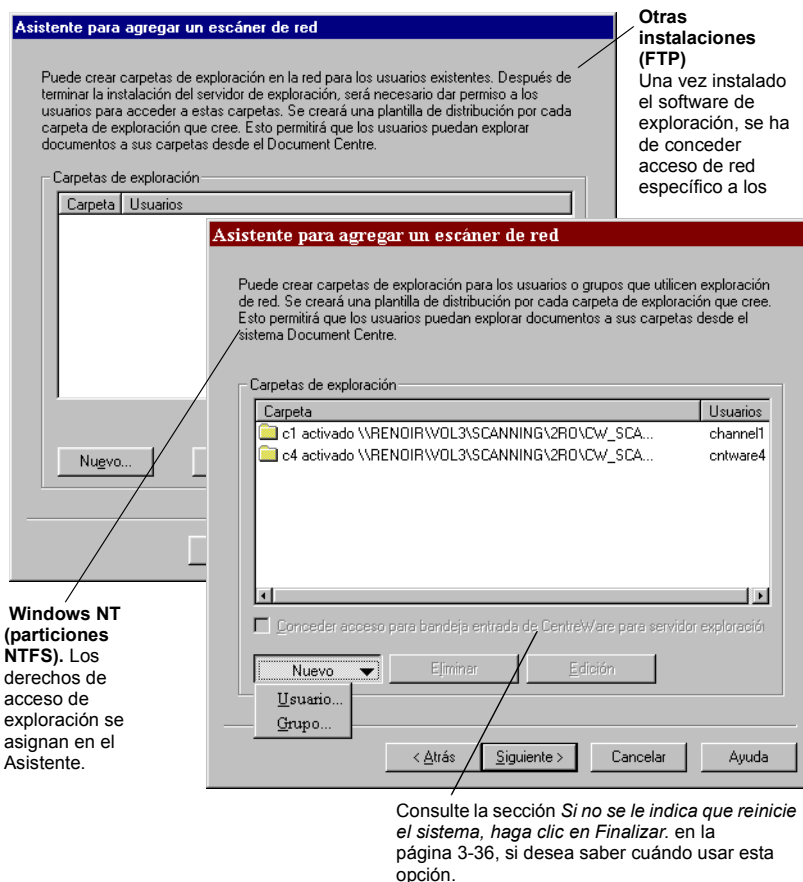 Asistente para agregar un escáner de red
Puede crear carpetas de exploración en la red para los usuarios existentes. Después de
terminar la instalación del servidor de exploración, será necesario dar permiso a los
usuarios para acceder a estas carpetas. Se creará una plantilla de distribución por cada
carpeta de exploración que cree. Esto permitirá que los usuarios puedan explorar
documentos a sus carpetas desde el Document Centre.
Carpetas de exploración
Carpeta Usuarios
Nuevo...
Otras
instalaciones
(FTP)
Una vez instalado
el software de
exploración, se ha
de conceder
acceso de red
específico a los
Asistente para agregar un escáner de red
Puede crear carpetas de exploración para los usuarios o grupos que utilicen exploración
de red. Se creará una plantilla de distribución por cada carpeta de exploración que cree.
Esto permitirá que los usuarios puedan explorar documentos a sus carpetas desde el
sistema Document Centre.
Carpetas de exploración
Carpeta Usuarios
c1 activado \\RENOIR\VOL3\SCANNING\2RO\CW_SCA... channel1
c4 activado \\RENOIR\VOL3\SCANNING\2RO\CW_SCA... cntware4
Conceder acceso para bandeja entrada de CentreWare para servidor exploració
Nuevo Eliminar Edición
Usuario...
Grupo...
< Atrás Siguiente > Cancelar Ayuda
Windows NT
(particiones
NTFS). Los
derechos de
acceso de
exploración se
asignan en el
Asistente.
Consulte la sección Si no se le indica que reinicie
el sistema, haga clic en Finalizar. en la
página 3-36, si desea saber cuándo usar esta
opción.